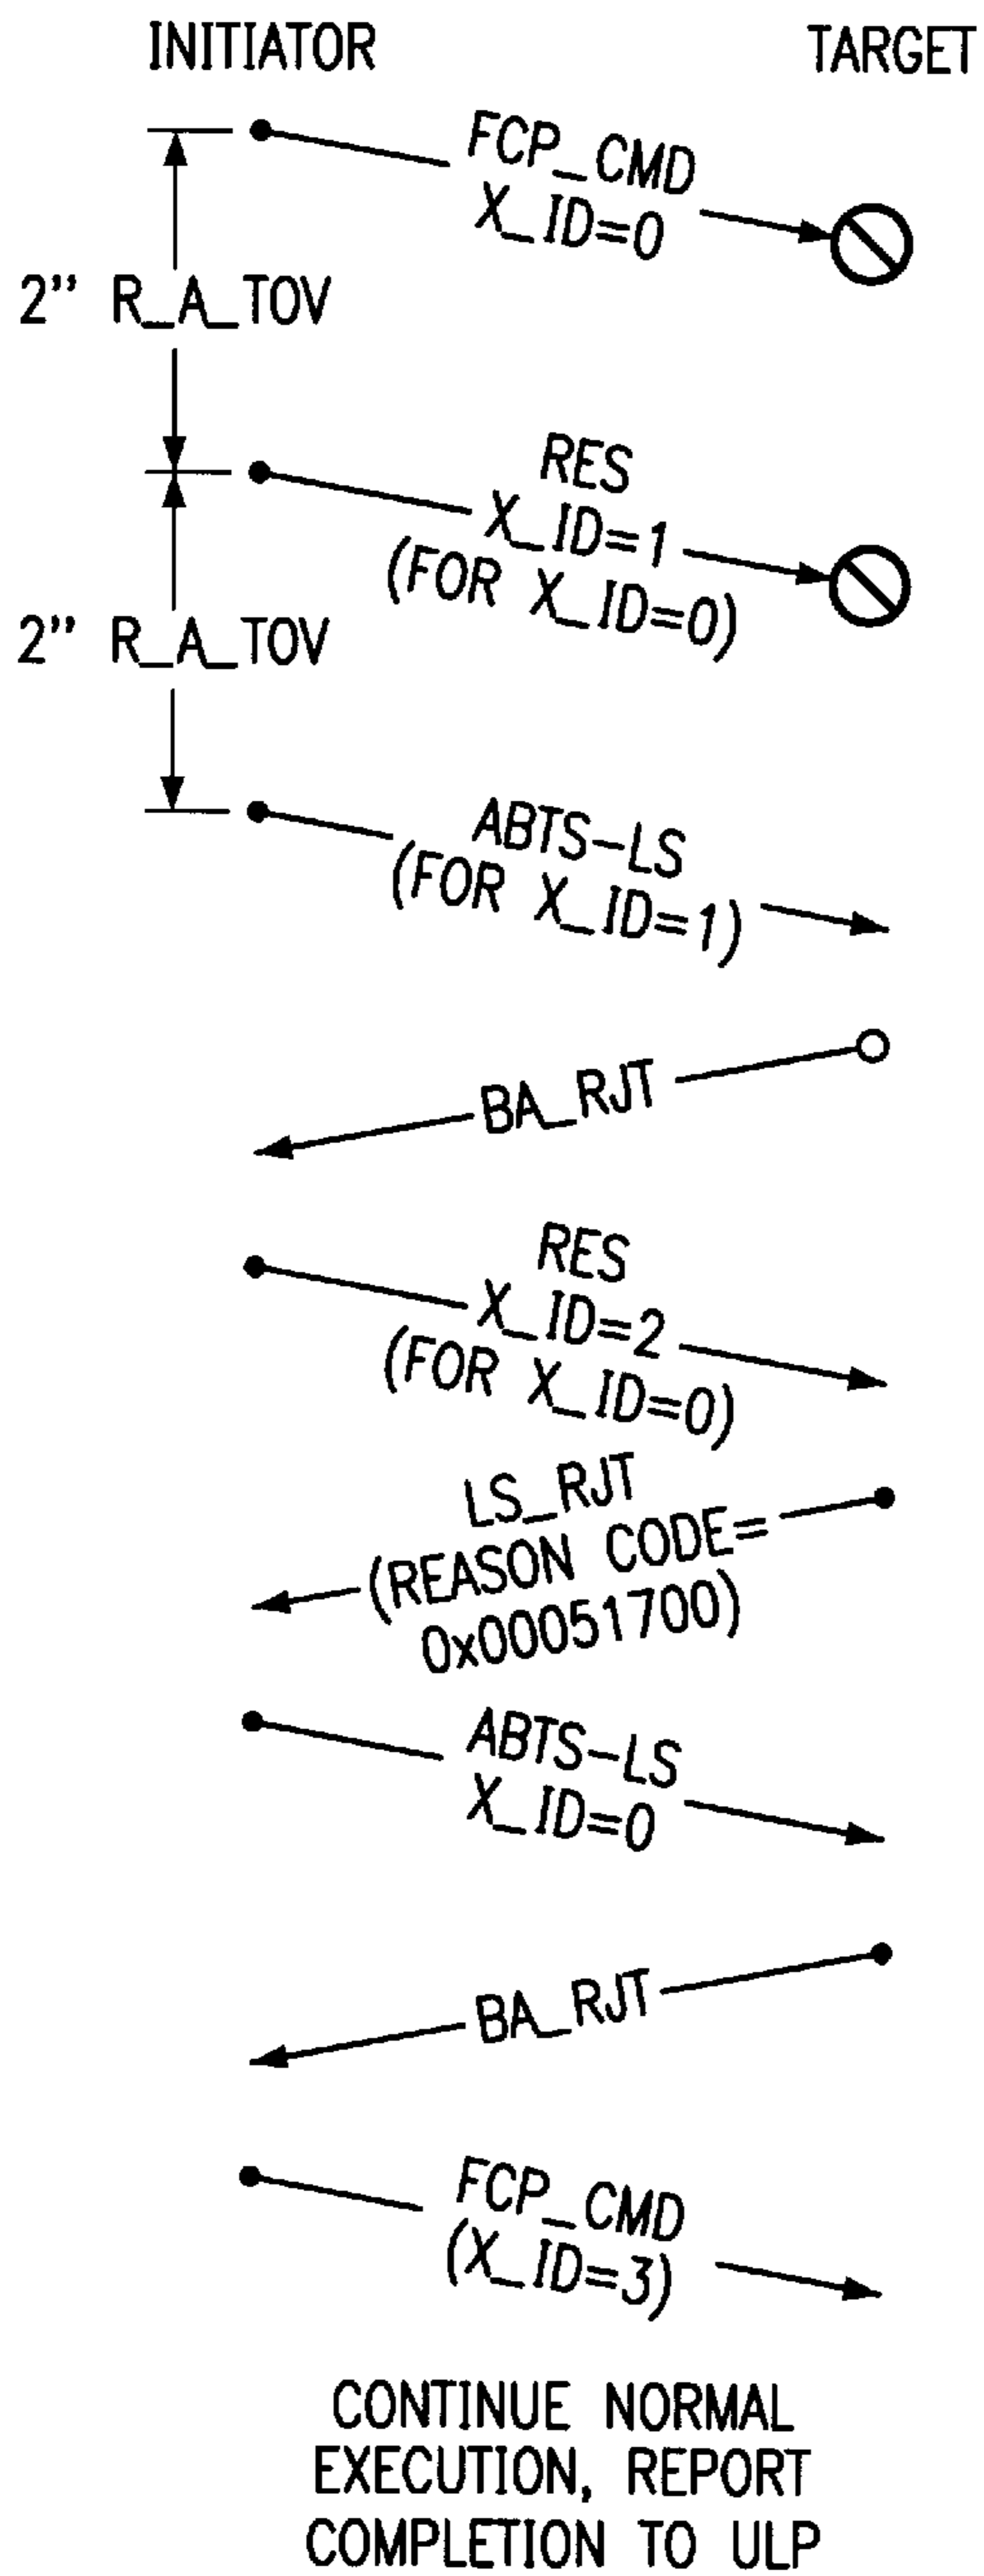 INITIATOR TARGET
FCP_CMD
X_ID=0
2" R_A_TOV
RES
X_ID=1
(FOR X_ID=0)
2" R_A_TOV
ABTS-LS
(FOR X_ID=1)
BA_RJT
RES
X_ID=2
(FOR X_ID=0)
LS_RJT
(REASON CODE=
0x00051700)
ABTS-LS
X_ID=0
BA_RJT
FCP_CMD
(X_ID=3)
CONTINUE NORMAL
EXECUTION, REPORT
COMPLETION TO ULP